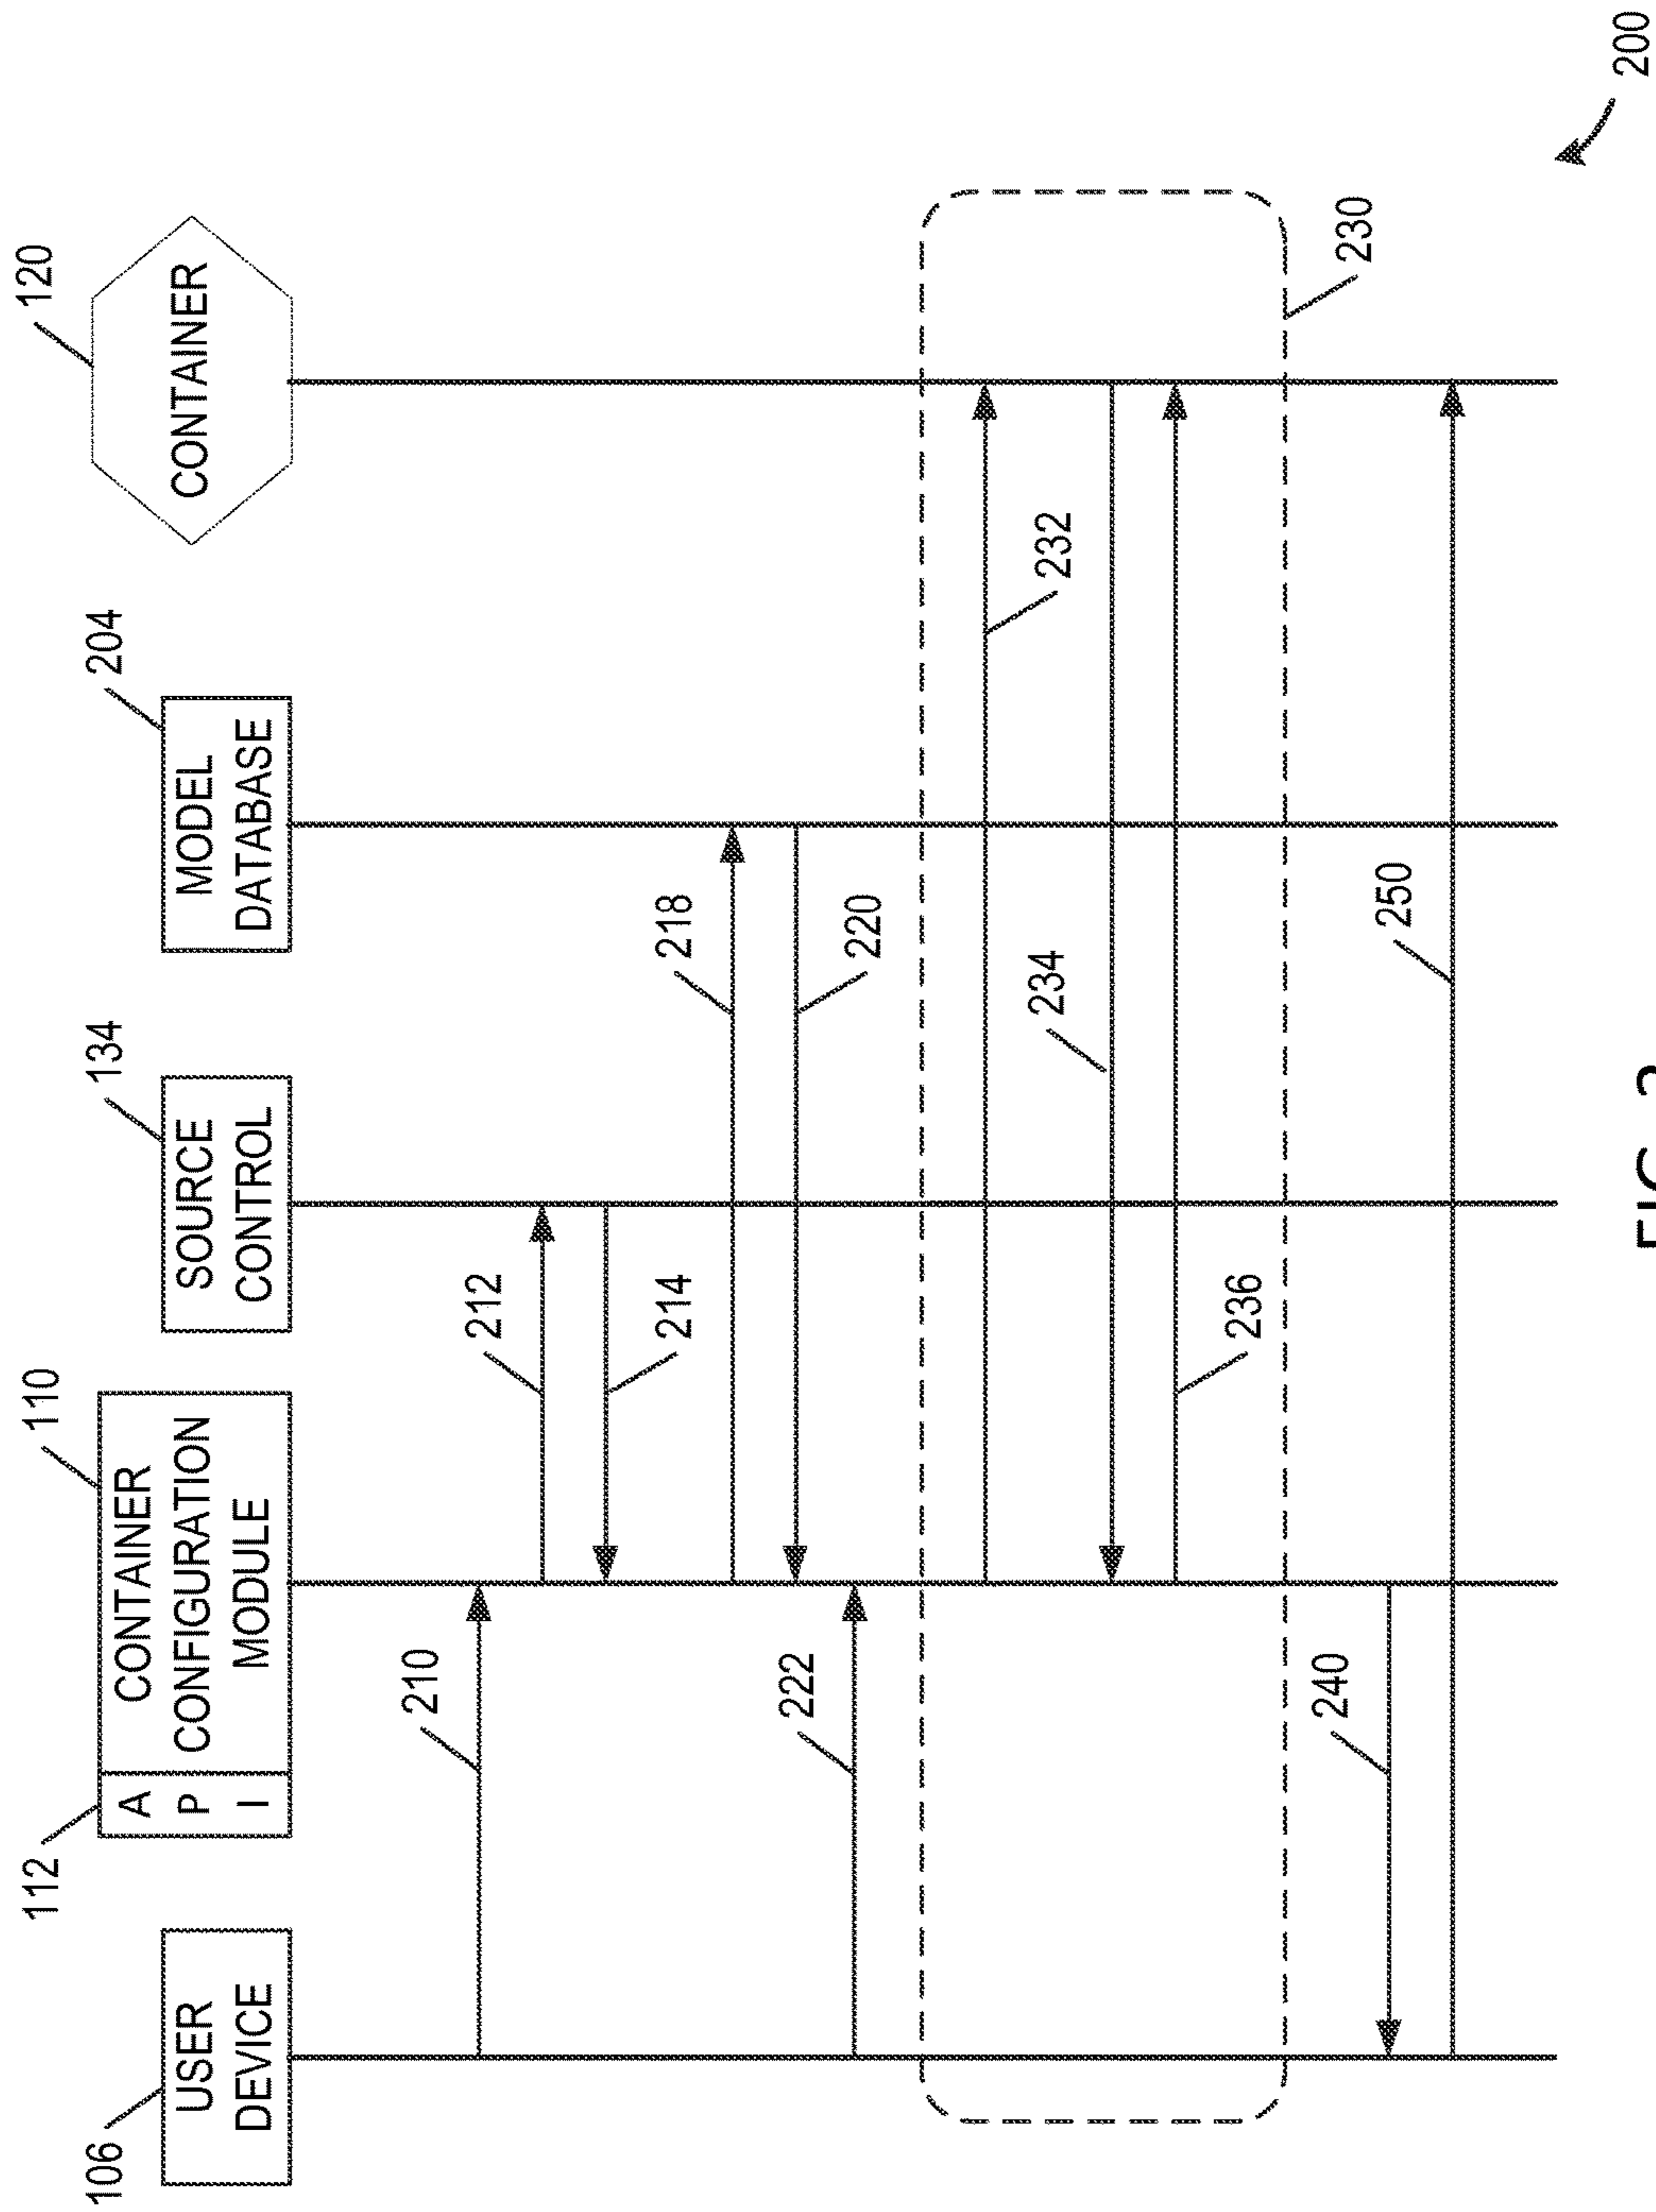 106
USER
DEVICE
112
A
P
I
110
CONTAINER
CONFIGURATION
MODULE
134
SOURCE
CONTROL
204
MODEL
DATABASE
120
CONTAINER
210
212
214
218
220
222
232
234
236
230
240
250
200
FIG. 2